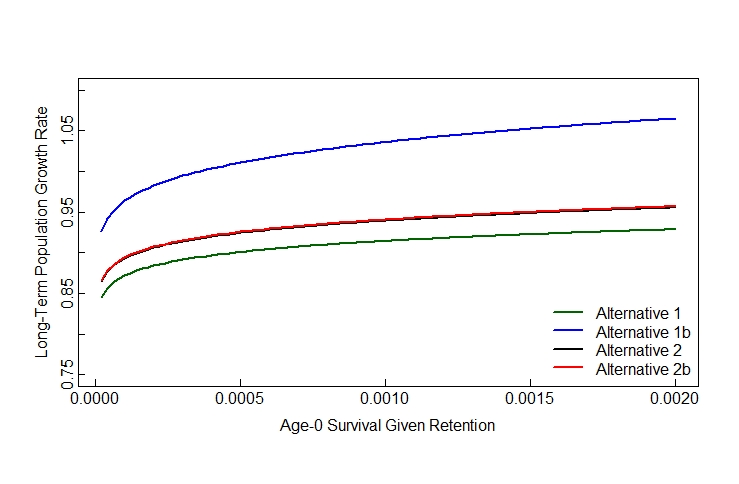 Long-Term Population Growth Rate
1.05
0.95
0.85
0.75
Alternative 1
Alternative 1b
Alternative 2
Alternative 2b
0.0000 0.0005 0.0010 0.0015 0.0020
Age-0 Survival Given Retention